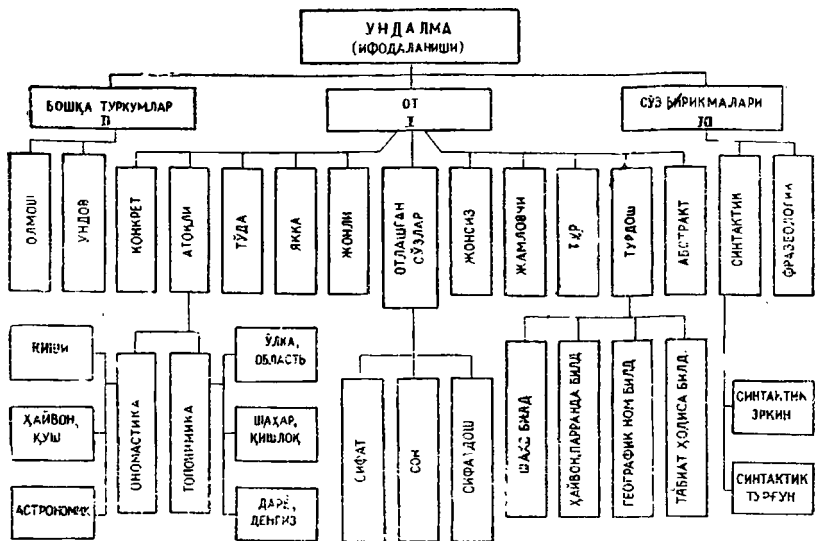 УНДАЛМА
(ИФОДАЛАНИШИ)
БОШҚА ТУРКУМЛАР
II
ОТ
I
СЎЗ БИРИКМАЛАРИ
III
ОЛМОШ
УНДОВ
КОНКРЕТ
АТОҚЛИ
ТЎДА
ЯККА
ЖОНЛИ
ОТЛАШГАН
СЎЗЛАР
ЖОНСИЗ
ЖАМЛОВЧИ
ТУРДОШ
АБСТРАКТ
СИНТАКТИК
ФРАЗЕОЛОГИК
КИШИ
ҲАЙВОН,
ҚУШ
АСТРОНОМИК
ОНОМАСТИКА
ТОПОНИМИКА
ЎЛКА,
ОБЛАСТЬ
ШАҲАР,
ҚИШЛОҚ
ДАРЁ,
ДЕНГИЗ
СИФАТ
СОН
СИФАТДОШ
ШАХС БИЛД
ҲАЙВОН, ПАРРАНДА БИЛД
ГЕОГРАФИК НОМ БИЛД
ТАБИАТ ҲОДИСА БИЛД.
СИНТАКТИК
ЭРКИН
СИНТАКТИК
ТУРҒУН